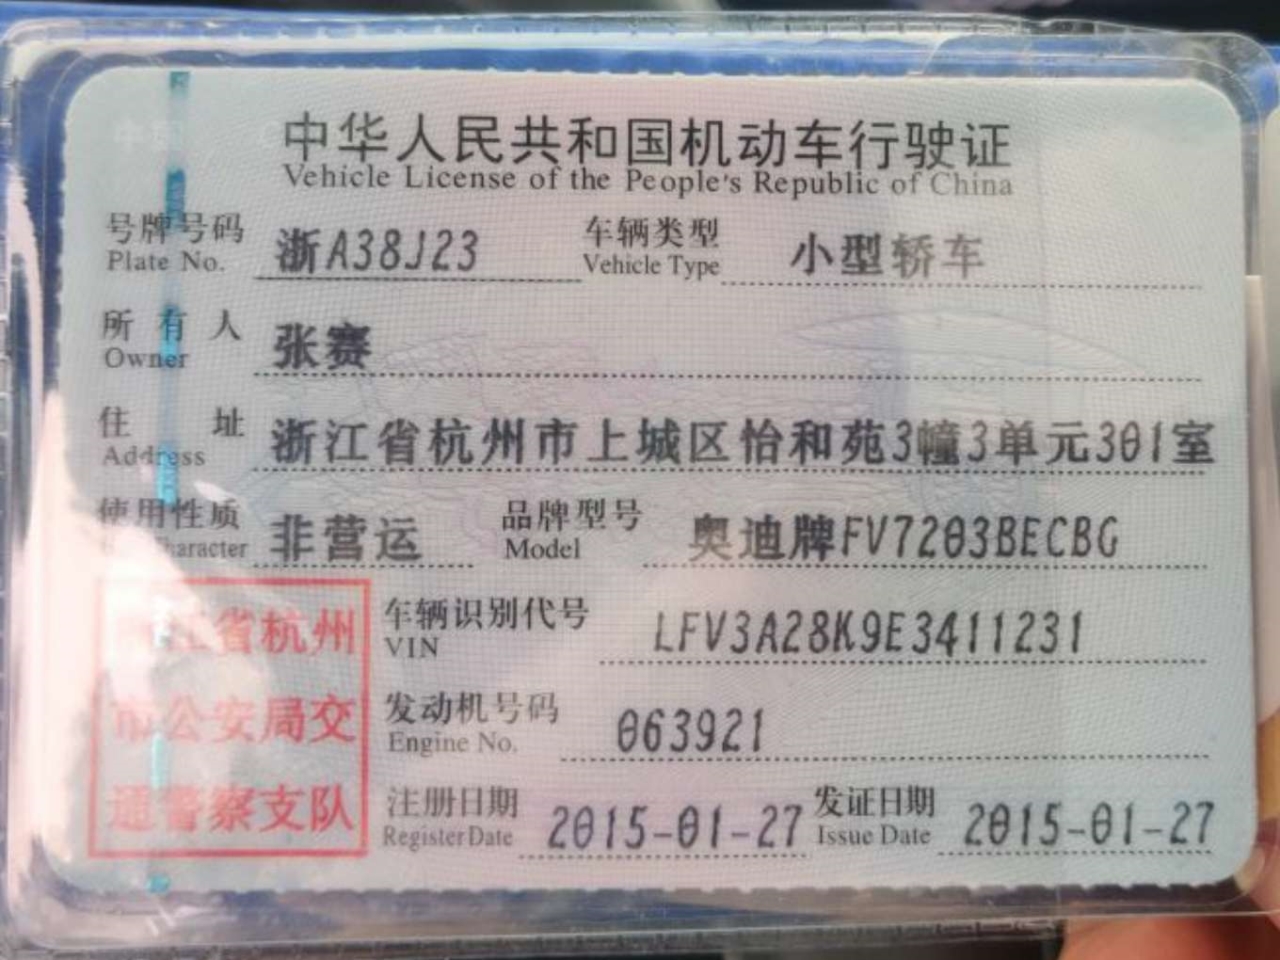 中华人民共和国机动车行驶证
Vehicle License of the People's Republic of China
号牌号码 浙A38J23 车辆类型 小型轿车
Plate No. Vehicle Type
所有人 张赛
Owner
住址 浙江省杭州市上城区怡和苑3幢3单元301室
Address
使用性质 非营运 品牌型号 奥迪牌FV7203BECBG
Character Model
车辆识别代号 LFV3A28K9E3411231
VIN
发动机号码 063921
Engine No.
注册日期 2015-01-27 发证日期 2015-01-27
Register Date Issue Date
江省杭州
市公安局交
通警察支队